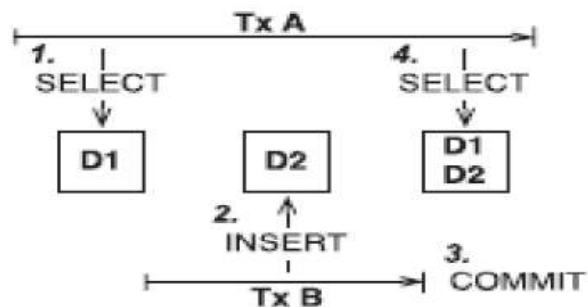 Tx A
1. 4.
SELECT SELECT
D1 D2 D1
D2
2.
INSERT 3.
COMMIT
Tx B